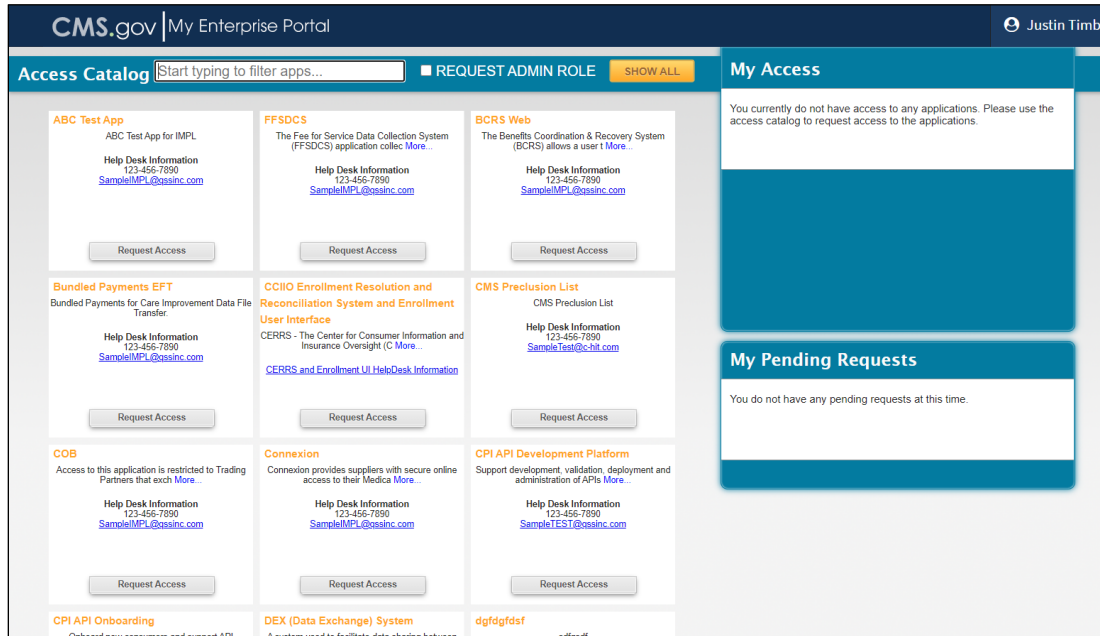 CMS.gov My Enterprise Portal
Justin Timb
Access Catalog
Start typing to filter apps...
REQUEST ADMIN ROLE
SHOW ALL
ABC Test App
ABC Test App for IMPL
Help Desk Information
123-456-7890
SampleIMPL@qssinc.com
Request Access
FFSDCS
The Fee for Service Data Collection System
(FFSDCS) application collec More...
Help Desk Information
123-456-7890
SampleIMPL@qssinc.com
Request Access
BCRS Web
The Benefits Coordination & Recovery System
(BCRS) allows a user t More...
Help Desk Information
123-456-7890
SampleIMPL@qssinc.com
Request Access
Bundled Payments EFT
Bundled Payments for Care Improvement Data File
Transfer.
Help Desk Information
123-456-7890
SampleIMPL@qssinc.com
Request Access
CCIIO Enrollment Resolution and
Reconciliation System and Enrollment
User Interface
CERRS - The Center for Consumer Information and
Insurance Oversight (C More...
CERRS and Enrollment UI HelpDesk Information
Request Access
CMS Preclusion List
CMS Preclusion List
Help Desk Information
123-456-7890
SampleTest@c-hit.com
Request Access
COB
Access to this application is restricted to Trading
Partners that exch More...
Help Desk Information
123-456-7890
SampleIMPL@qssinc.com
Request Access
Connexion
Connexion provides suppliers with secure online
access to their Medica More...
Help Desk Information
123-456-7890
SampleIMPL@qssinc.com
Request Access
CPI API Development Platform
Support development, validation, deployment and
administration of APIs More...
Help Desk Information
123-456-7890
SampleTEST@qssinc.com
Request Access
CPI API Onboarding
Onboard new consumers and support API
DEX (Data Exchange) System
A system used to facilitate data sharing between
dgfdgfdsf
My Access
You currently do not have access to any applications. Please use the
access catalog to request access to the applications.
My Pending Requests
You do not have any pending requests at this time.